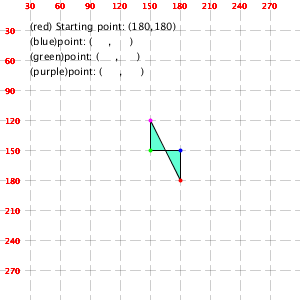 30 60 90 120 150 180 210 240 270
30
(red) Starting point: (180,180)
(blue)point: (    ,    )
60
(green)point: (    ,    )
(purple)point: (    ,    )
90
120
150
180
210
240
270